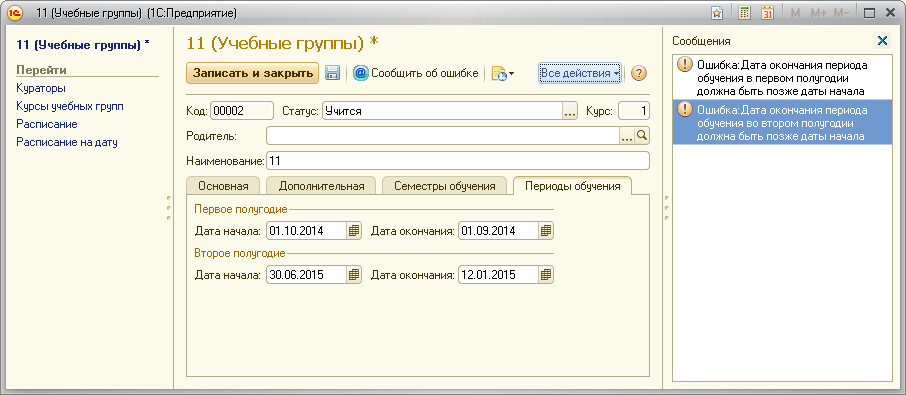 11 (Учебные группы) (1С:Предприятие)
M M+ M-
11 (Учебные группы) *
Перейти
Кураторы
Курсы учебных групп
Расписание
Расписание на дату
11 (Учебные группы) *
Записать и закрыть Сообщить об ошибке Все действия
Код: 00002 Статус: Учится ... Курс: 1
Родитель: ...
Наименование: 11
Основная Дополнительная Семестры обучения Периоды обучения
Первое полугодие
Дата начала: 01.10.2014 Дата окончания: 01.09.2014
Второе полугодие
Дата начала: 30.06.2015 Дата окончания: 12.01.2015
Сообщения
Ошибка:Дата окончания периода
обучения в первом полугодии
должна быть позже даты начала
Ошибка:Дата окончания периода
обучения во втором полугодии
должна быть позже даты начала